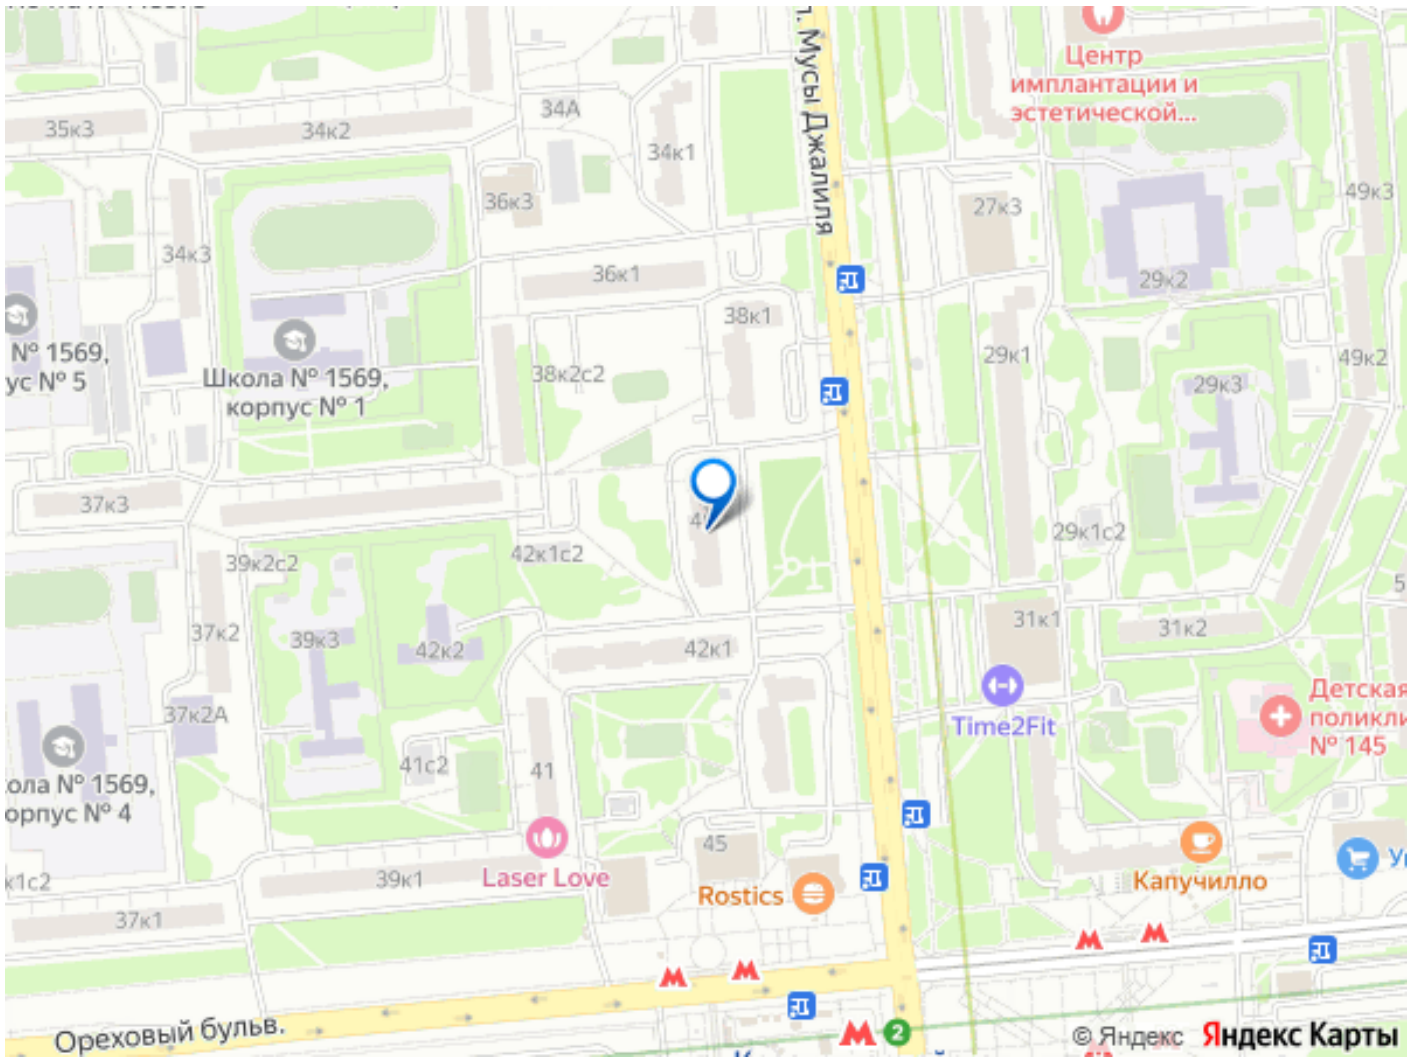 Мусы Джалиля
Центр
имплантации и
эстетической...
35к3
34к2
34А
34к1
36к3
34к3
27к3
49к3
36к1
29к2
38к1
№ 1569,
ус № 5
Школа № 1569,
корпус № 1
38к2с2
29к1
29к3
49к2
37к3
42к1с2
29к1с2
39к2с2
37к2
39к3
42к2
42к1
31к1
31к2
37к2А
Time2Fit
Детская
поликли
№ 145
41с2
41
ола № 1569,
орпус № 4
45
Laser Love
39к1
к1с2
37к1
Rostics
Капучилло
Ореховый бульв.
2
© Яндекс Яндекс Карты